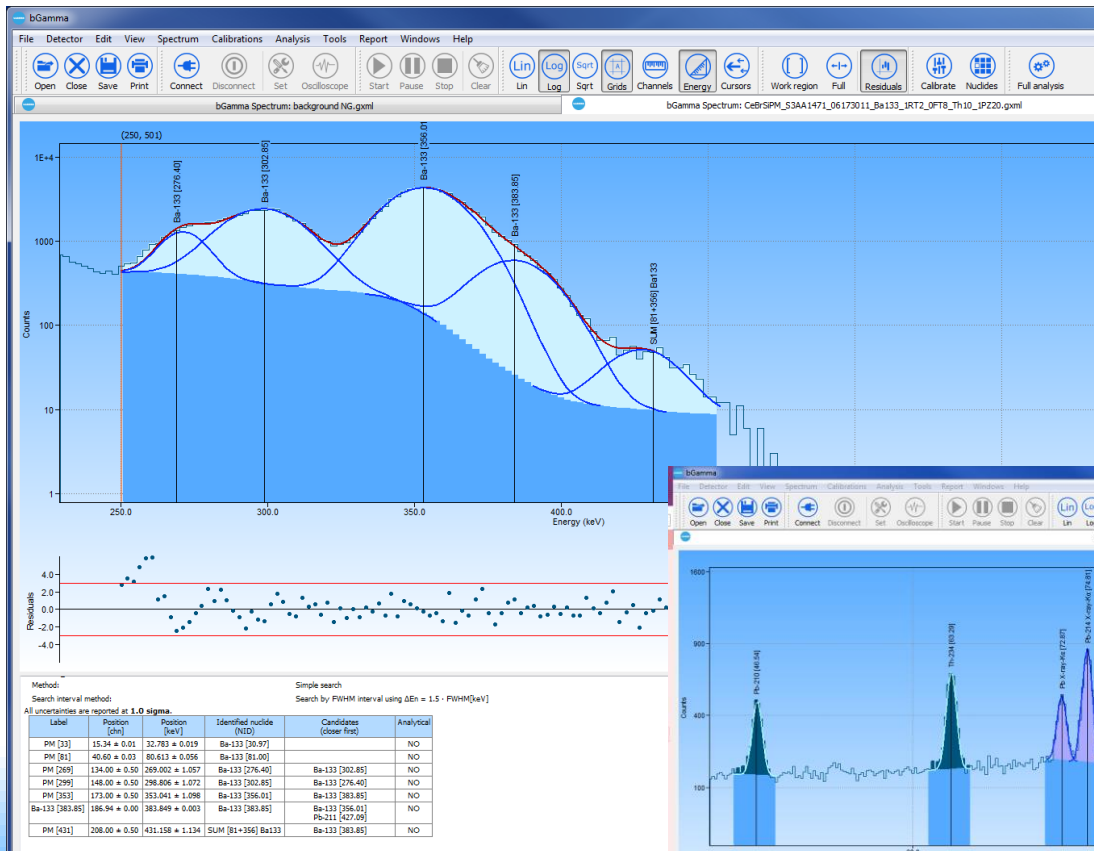 bGamma
File Detector Edit View Spectrum Calibrations Analysis Tools Report Windows Help
Open Close Save Print Connect Disconnect Set Oscilloscope Start Pause Stop Clear Lin Log Sqrt Grids Channels Energy Cursors Work region Full Residuals Calibrate Nuclides Full analysis
bGamma Spectrum: background NG.gxml
bGamma Spectrum: CeBrSiPM_S3AA1471_06173011_Ba133_1RT2_0FT8_Th10_1PZ20.gxml
(250, 501)
Ba-133 [276.40]
Ba-133 [302.85]
Ba-133 [356.01]
Ba-133 [383.85]
SUM [81+356] Ba133
1E+4
1000
100
10
1
Counts
250.0 300.0 350.0 400.0
Energy (keV)
4.0
2.0
0.0
-2.0
-4.0
Residuals
Method: Simple search
Search interval method: Search by FWHM interval using ΔEn = 1.5 · FWHM[keV]
All uncertainties are reported at 1.0 sigma.
Label Position [chn] Position [keV] Identified nuclide (NID) Candidates (closer first) Analytical
PM [33] 15.34 ± 0.01 32.783 ± 0.019 Ba-133 [30.97] NO
PM [81] 40.60 ± 0.03 80.613 ± 0.056 Ba-133 [81.00] NO
PM [269] 134.00 ± 0.50 269.002 ± 1.057 Ba-133 [276.40] Ba-133 [302.85] NO
PM [299] 148.00 ± 0.50 298.806 ± 1.072 Ba-133 [302.85] Ba-133 [276.40] NO
PM [353] 173.00 ± 0.50 353.041 ± 1.098 Ba-133 [356.01] Ba-133 [383.85] NO
Ba-133 [383.85] 186.94 ± 0.00 383.849 ± 0.003 Ba-133 [383.85] Ba-133 [356.01] NO
Pb-211 [427.09]
PM [431] 208.00 ± 0.50 431.158 ± 1.134 SUM [81+356] Ba133 Ba-133 [383.85] NO
bGamma
File Detector Edit View Spectrum Calibrations Analysis Tools Report Windows Help
Open Close Save Print Connect Disconnect Set Oscilloscope Start Pause Stop Clear Lin
1600
900
400
100
Counts
Pb-210 [46.54]
Th-234 [63.29]
Pb X-ray-Kα [72.87]
Pb-214 X-ray-Kα [74.81]